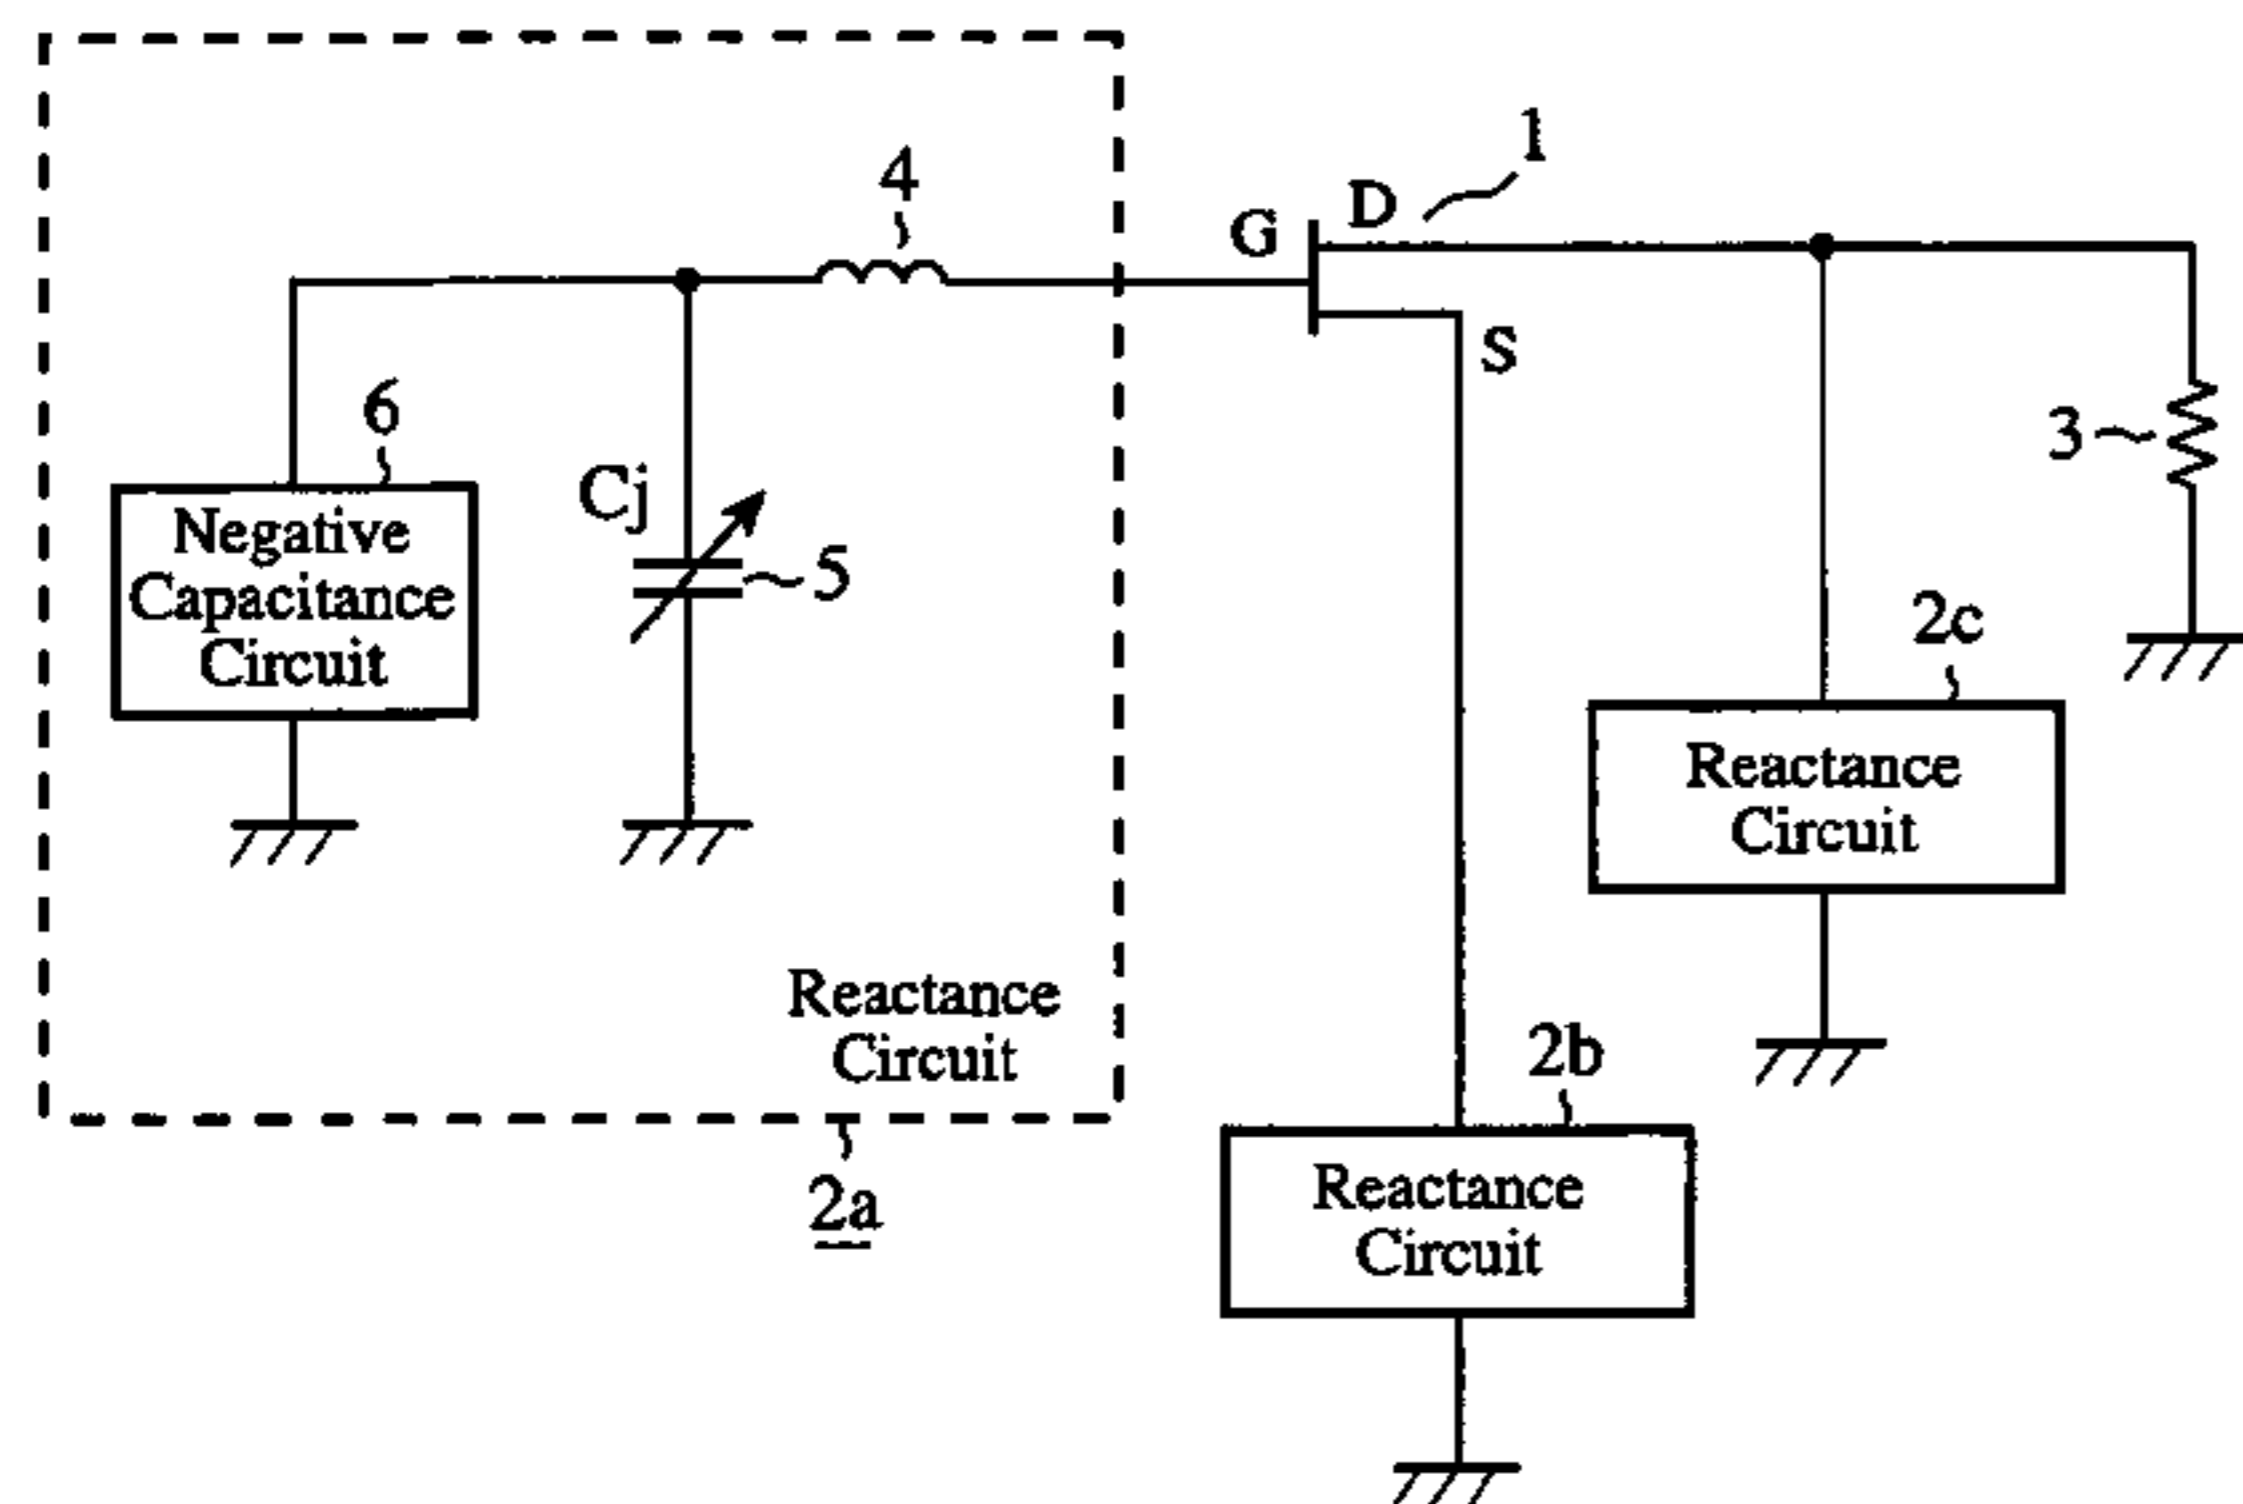 1
4
D
G
S
6
3
Negative
Capacitance
Circuit
Cj
5
2c
Reactance
Circuit
Reactance
Circuit
2b
2a
Reactance
Circuit